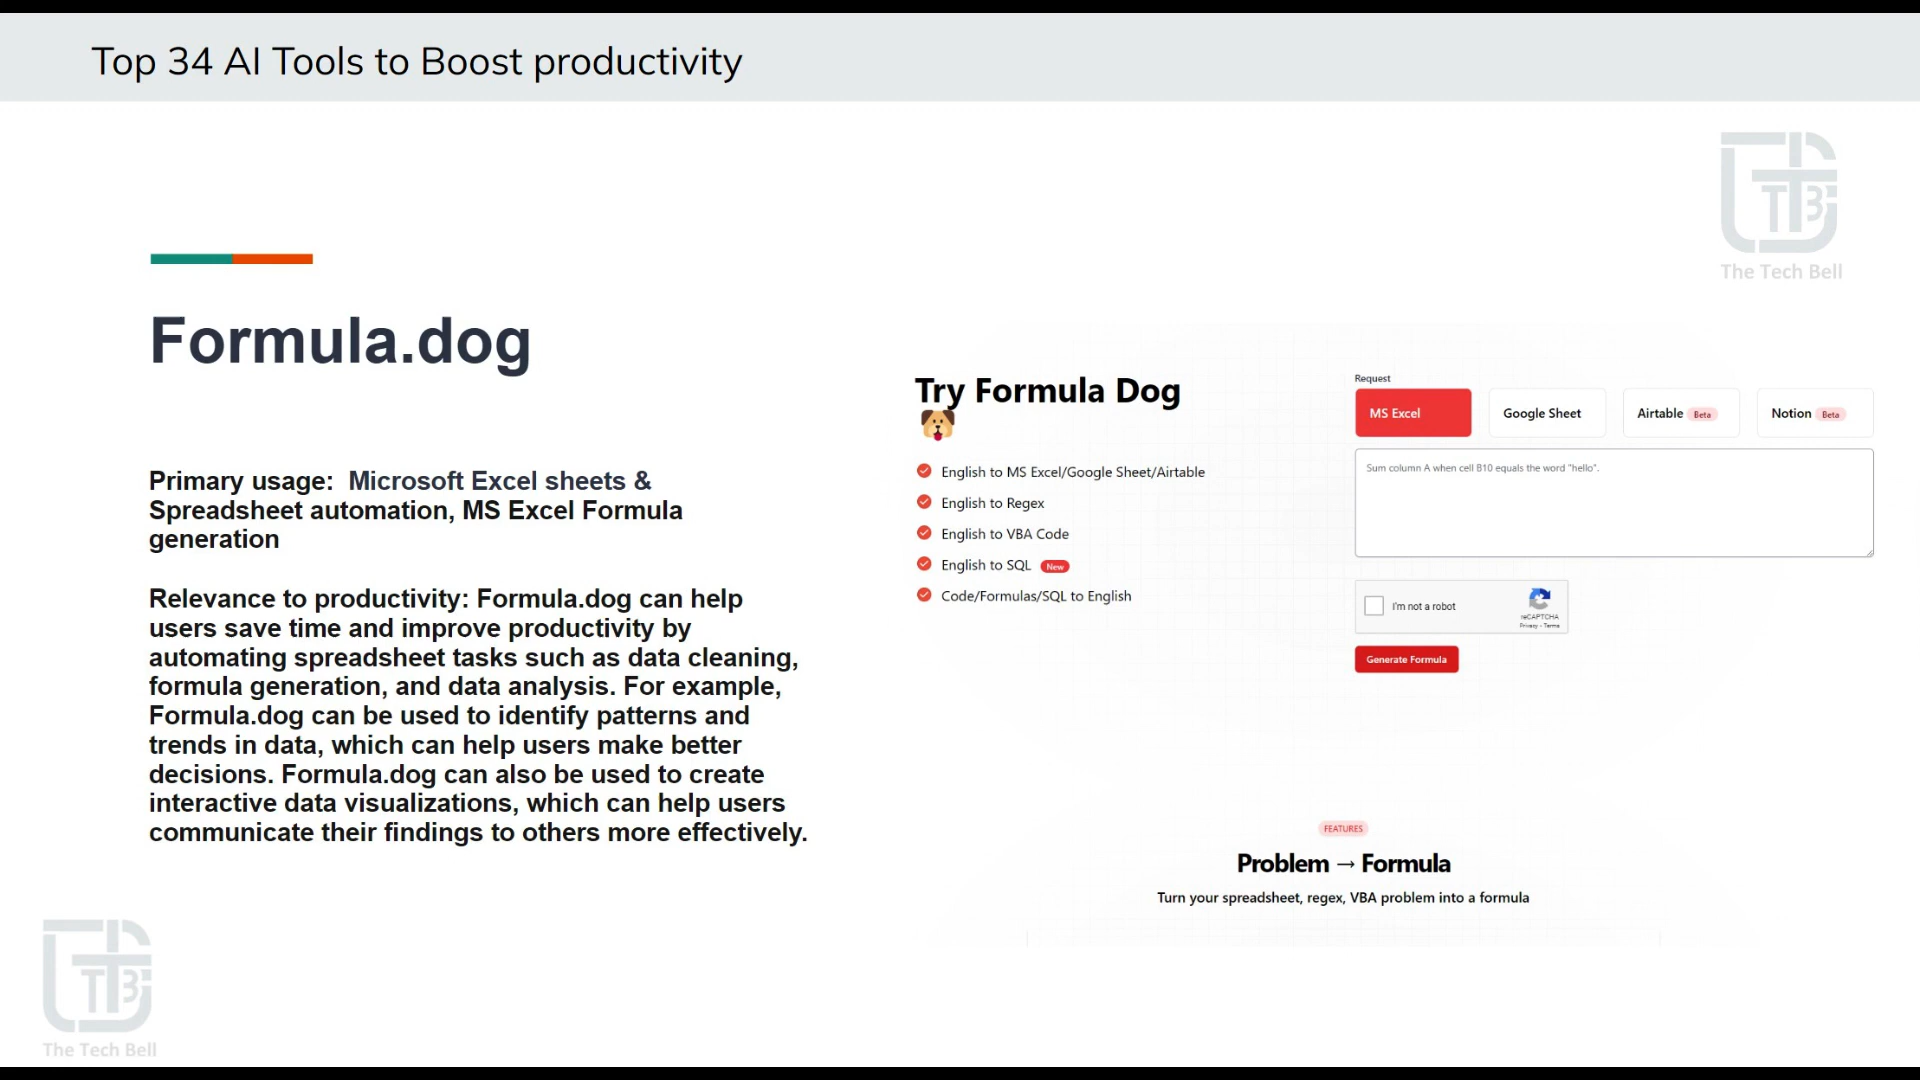 Top 34 AI Tools to Boost productivity
The Tech Bell
Formula.dog
Primary usage: Microsoft Excel sheets &
Spreadsheet automation, MS Excel Formula
generation
Relevance to productivity: Formula.dog can help
users save time and improve productivity by
automating spreadsheet tasks such as data cleaning,
formula generation, and data analysis. For example,
Formula.dog can be used to identify patterns and
trends in data, which can help users make better
decisions. Formula.dog can also be used to create
interactive data visualizations, which can help users
communicate their findings to others more effectively.
Try Formula Dog
English to MS Excel/Google Sheet/Airtable
English to Regex
English to VBA Code
English to SQL New
Code/Formulas/SQL to English
Request
MS Excel Google Sheet Airtable Beta Notion Beta
Sum column A when cell B10 equals the word "hello".
I'm not a robot
reCAPTCHA
Privacy - Terms
Generate Formula
FEATURES
Problem → Formula
Turn your spreadsheet, regex, VBA problem into a formula
The Tech Bell